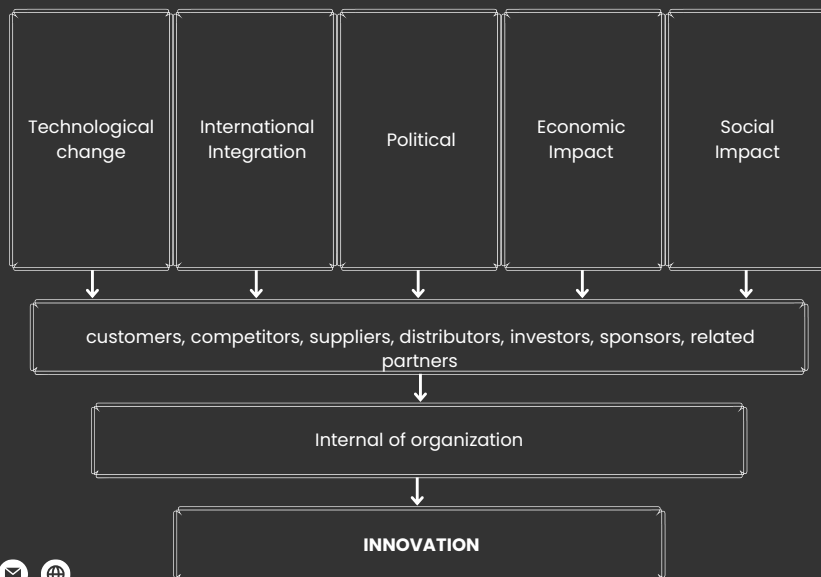 Technological
change
International
Integration
Political
Economic
Impact
Social
Impact
customers, competitors, suppliers, distributors, investors, sponsors, related
partners
Internal of organization
INNOVATION